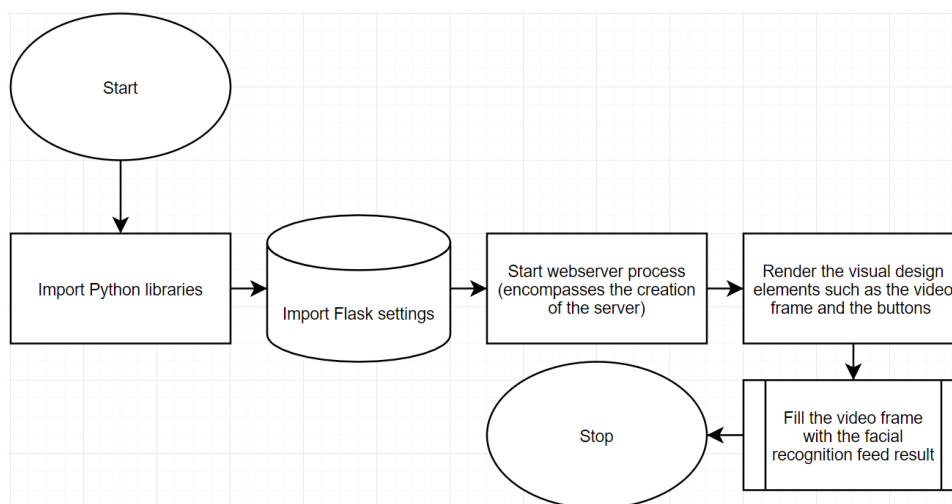 Start
Import Python libraries
Import Flask settings
Start webserver process
(encompasses the creation
of the server)
Render the visual design
elements such as the video
frame and the buttons
Fill the video frame
with the facial
recognition feed result
Stop